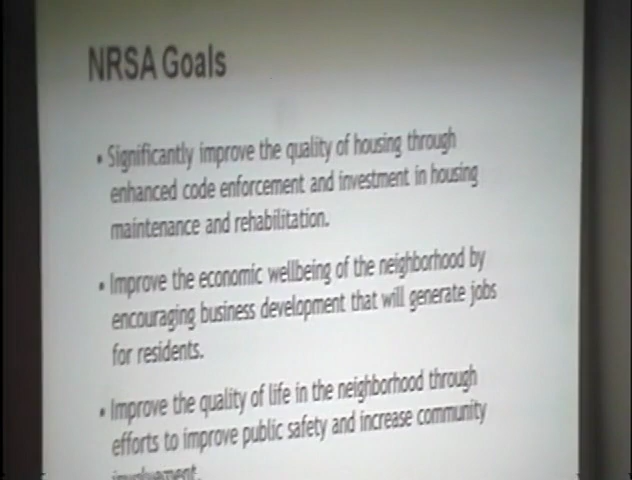 NRSA Goals
• Significantly improve the quality of housing through
enhanced code enforcement and investment in housing
maintenance and rehabilitation.
• Improve the economic wellbeing of the neighborhood by
encouraging business development that will generate jobs
for residents.
• Improve the quality of life in the neighborhood through
efforts to improve public safety and increase community
involvement.